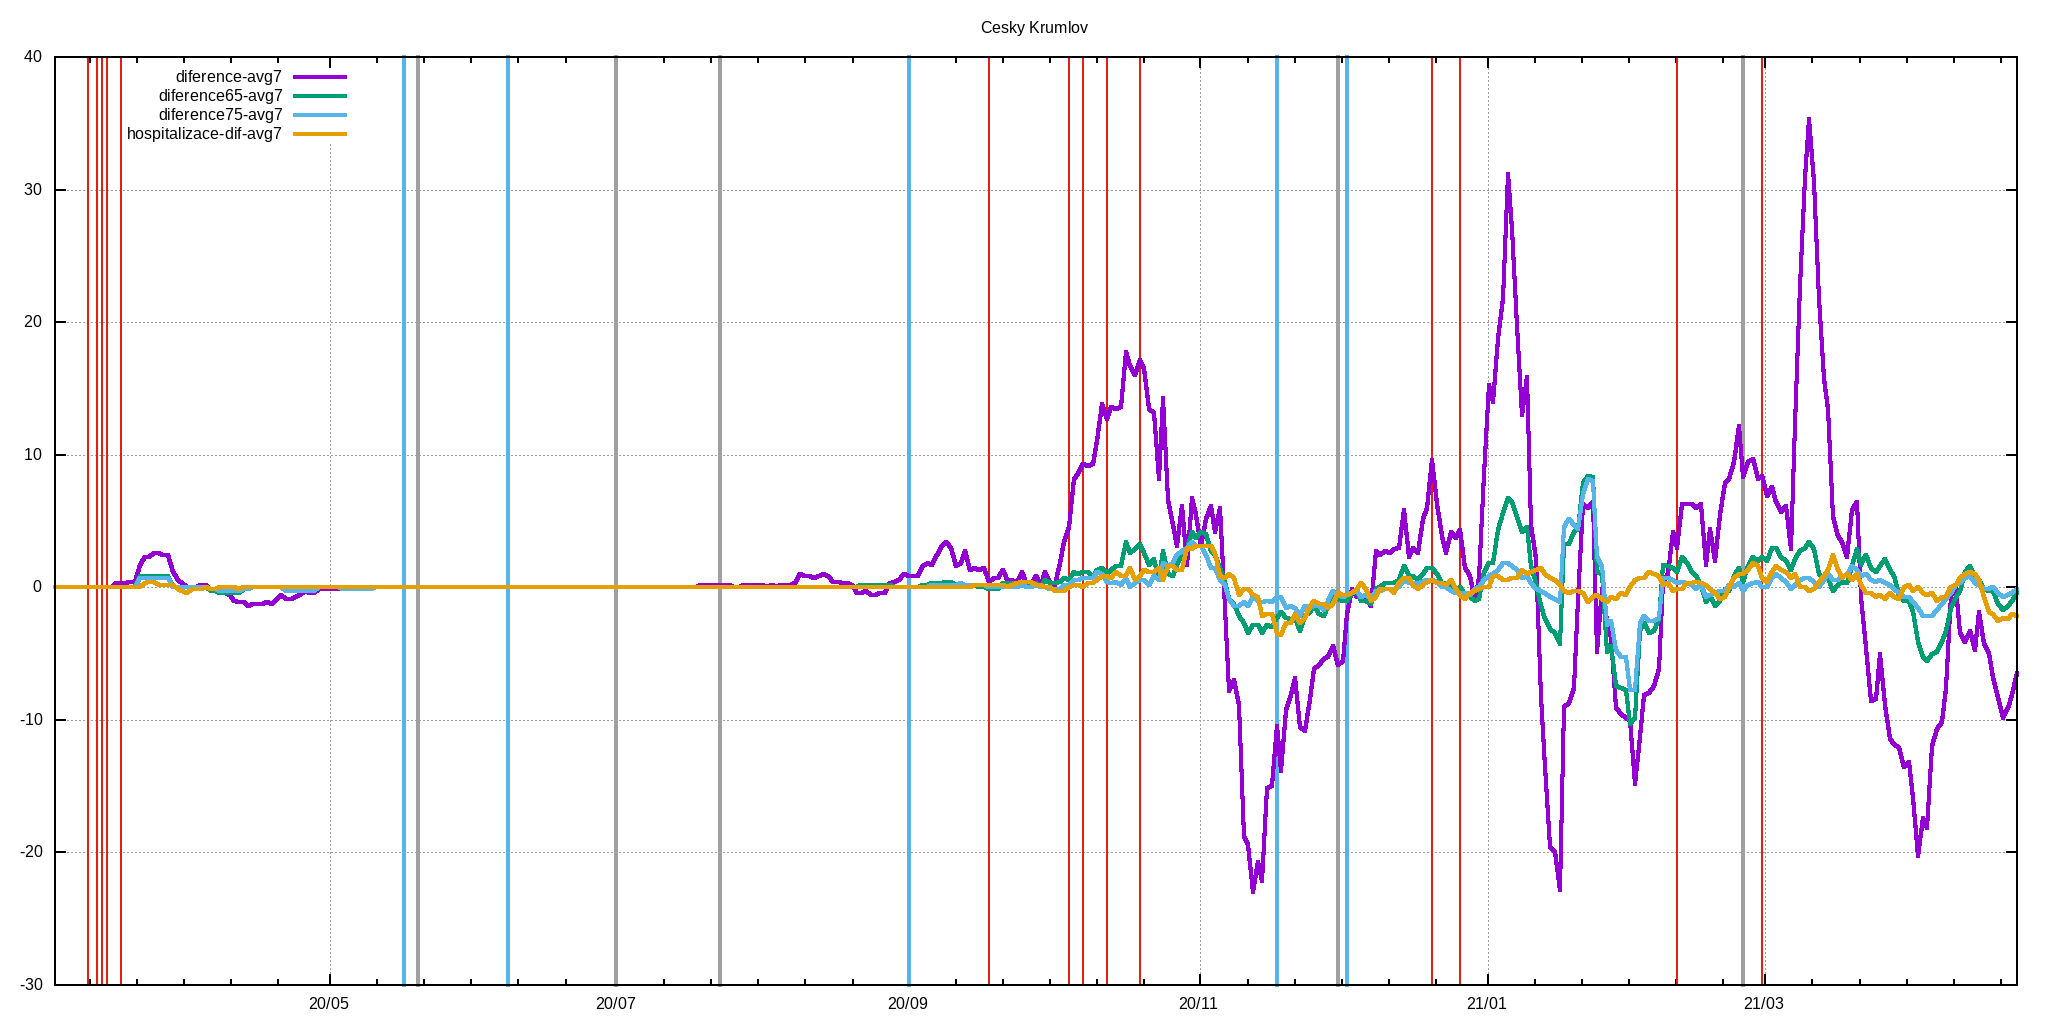 Cesky Krumlov
40
30
20
10
0
-10
-20
-30
diference-avg7
diference65-avg7
diference75-avg7
hospitalizace-dif-avg7
20/05
20/07
20/09
20/11
21/01
21/03